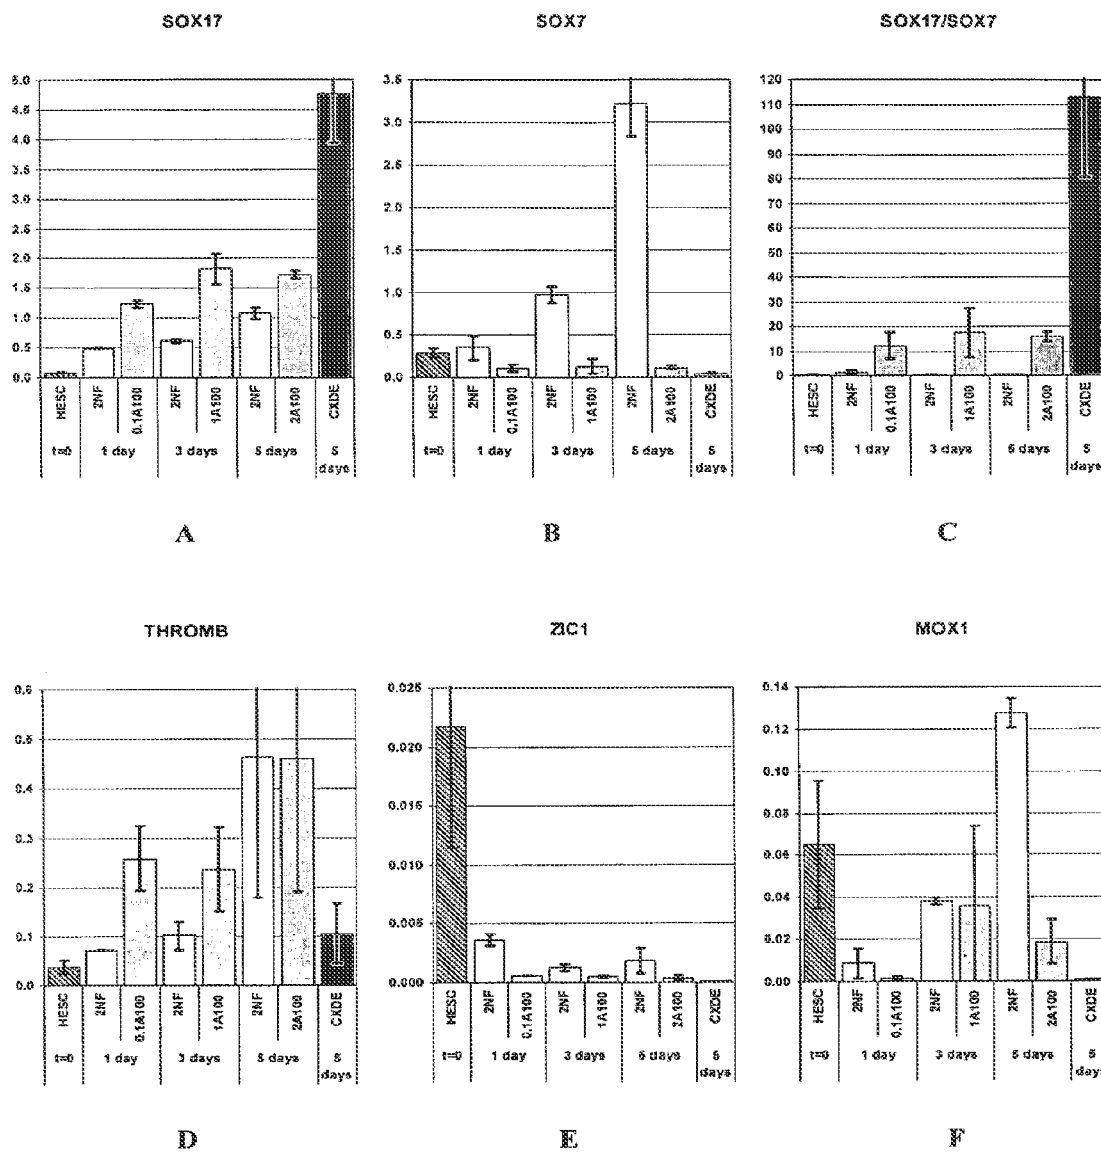 SOX17 SOX7 SOX17/SOX7
5.0
4.5
4.0
3.5
3.0
2.5
2.0
1.5
1.0
0.5
0.0
HESC 2NF 0.1A100 2NF 1A100 2NF 2A100 CXDE
t=0 1 day 3 days 5 days 5 days
A
3.5
3.0
2.5
2.0
1.5
1.0
0.5
0.0
HESC 2NF 0.1A100 2NF 1A100 2NF 2A100 CXDE
t=0 1 day 3 days 5 days 5 days
B
120
110
100
90
80
70
60
50
40
30
20
10
0
HESC 2NF 0.1A100 2NF 1A100 2NF 2A100 CXDE
t=0 1 day 3 days 5 days 5 days
C
THROMB ZIC1 MOX1
0.6
0.5
0.4
0.3
0.2
0.1
0.0
HESC 2NF 0.1A100 2NF 1A100 2NF 2A100 CXDE
t=0 1 day 3 days 5 days 5 days
D
0.025
0.020
0.015
0.010
0.005
0.000
HESC 2NF 0.1A100 2NF 1A100 2NF 2A100 CXDE
t=0 1 day 3 days 5 days 5 days
E
0.14
0.12
0.10
0.08
0.06
0.04
0.02
0.00
HESC 2NF 0.1A100 2NF 1A100 2NF 2A100 CXDE
t=0 1 day 3 days 5 days 5 days
F